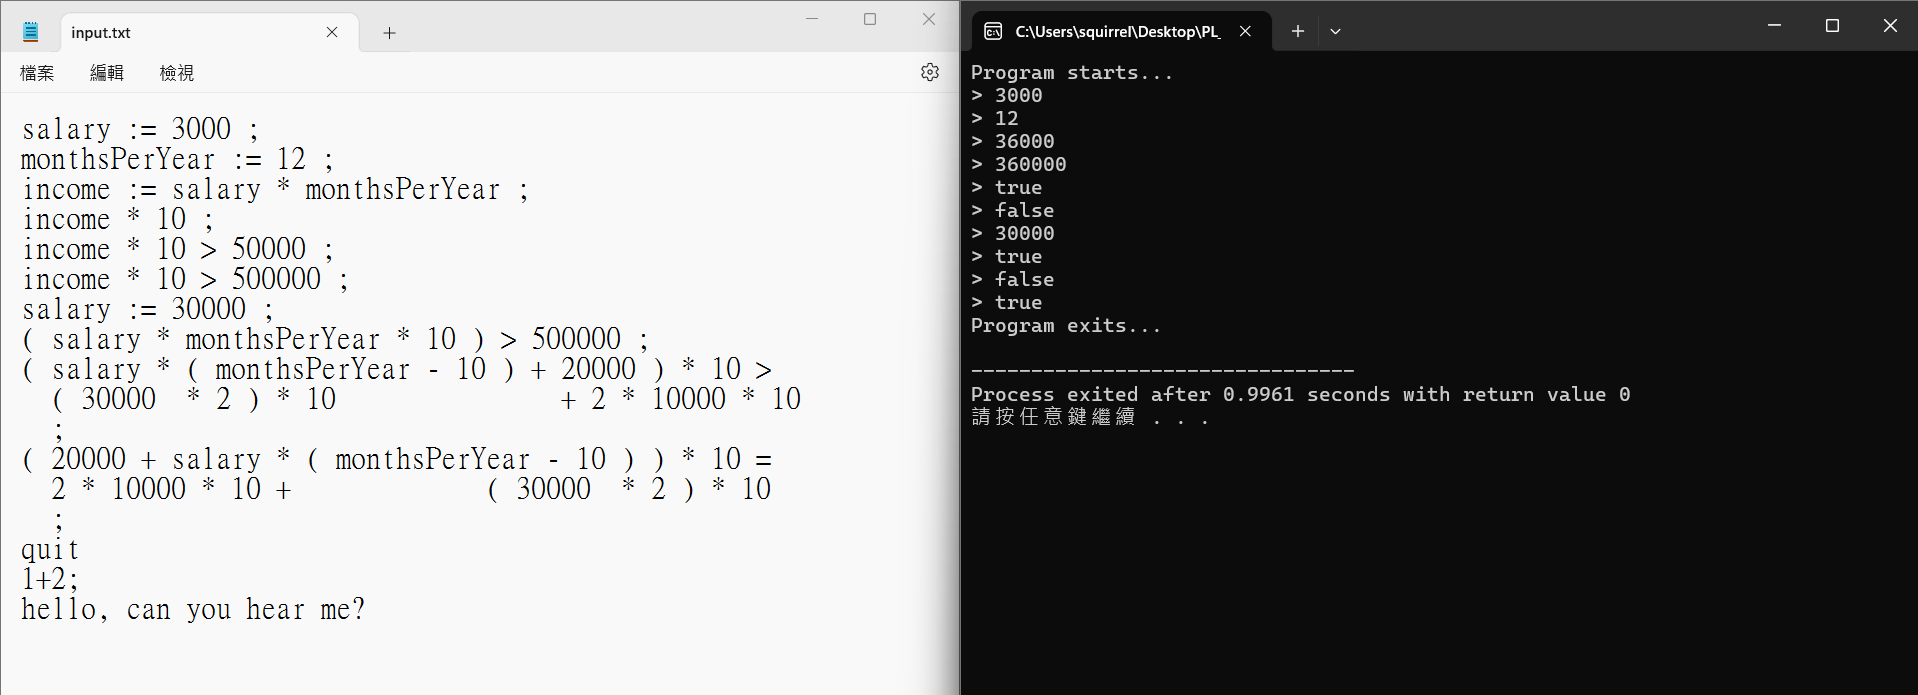 input.txt
檔案 編輯 檢視
salary := 3000 ;
monthsPerYear := 12 ;
income := salary * monthsPerYear ;
income * 10 ;
income * 10 > 50000 ;
income * 10 > 500000 ;
salary := 30000 ;
( salary * monthsPerYear * 10 ) > 500000 ;
( salary * ( monthsPerYear - 10 ) + 20000 ) * 10 >
  ( 30000  * 2 ) * 10               + 2 * 10000 * 10
  ;
( 20000 + salary * ( monthsPerYear - 10 ) ) * 10 =
  2 * 10000 * 10 +             ( 30000  * 2 ) * 10
  ;
quit
1+2;
hello, can you hear me?
C:\Users\squirrel\Desktop\PL_
Program starts...
> 3000
> 12
> 36000
> 360000
> true
> false
> 30000
> true
> false
> true
Program exits...
--------------------------------
Process exited after 0.9961 seconds with return value 0
請按任意鍵繼續 . . .